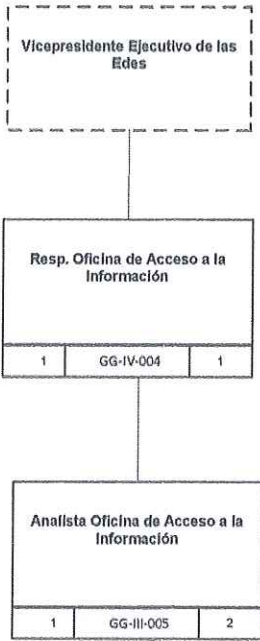 Vicepresidente Ejecutivo de las
Edes
Resp. Oficina de Acceso a la
Información
1 GG-IV-004 1
Analista Oficina de Acceso a la
Información
1 GG-III-005 2